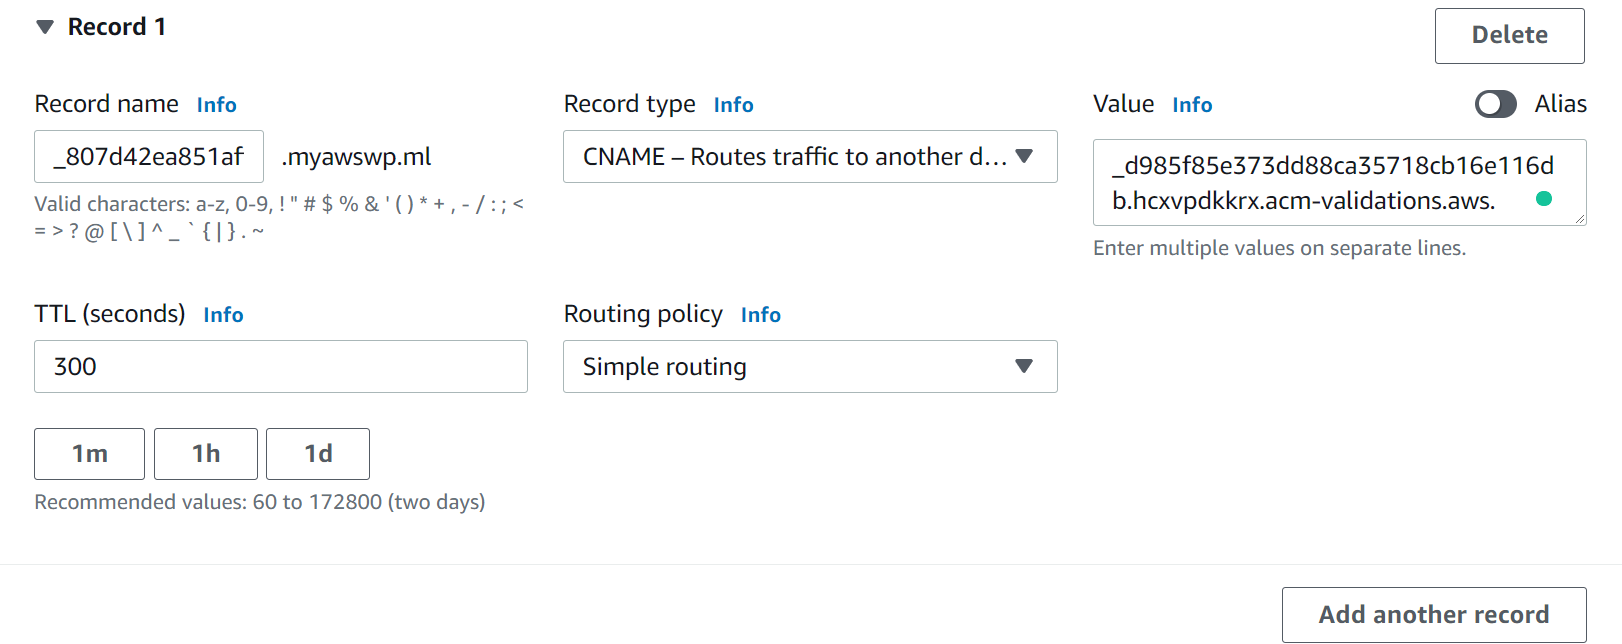 Record 1
Delete
Record name Info
Record type Info
Value Info
Alias
_807d42ea851af .myawswp.ml
CNAME – Routes traffic to another d...
_d985f85e373dd88ca35718cb16e116d
b.hcxvpdkkrx.acm-validations.aws.
Valid characters: a-z, 0-9, ! " # $ % & ' ( ) * + , - / : ; <
= > ? @ [ \ ] ^ _ ` { | } . ~
Enter multiple values on separate lines.
TTL (seconds) Info
Routing policy Info
300
Simple routing
1m
1h
1d
Recommended values: 60 to 172800 (two days)
Add another record